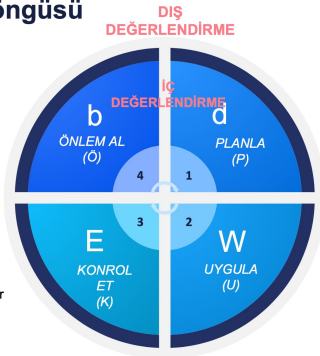 öngüsü
DIŞ
DEĞERLENDİRME
İÇ
DEĞERLENDİRME
b
ÖNLEM AL
(Ö)
d
PLANLA
(P)
4
1
3
2
E
KONROL
ET
(K)
W
UYGULA
(U)
r